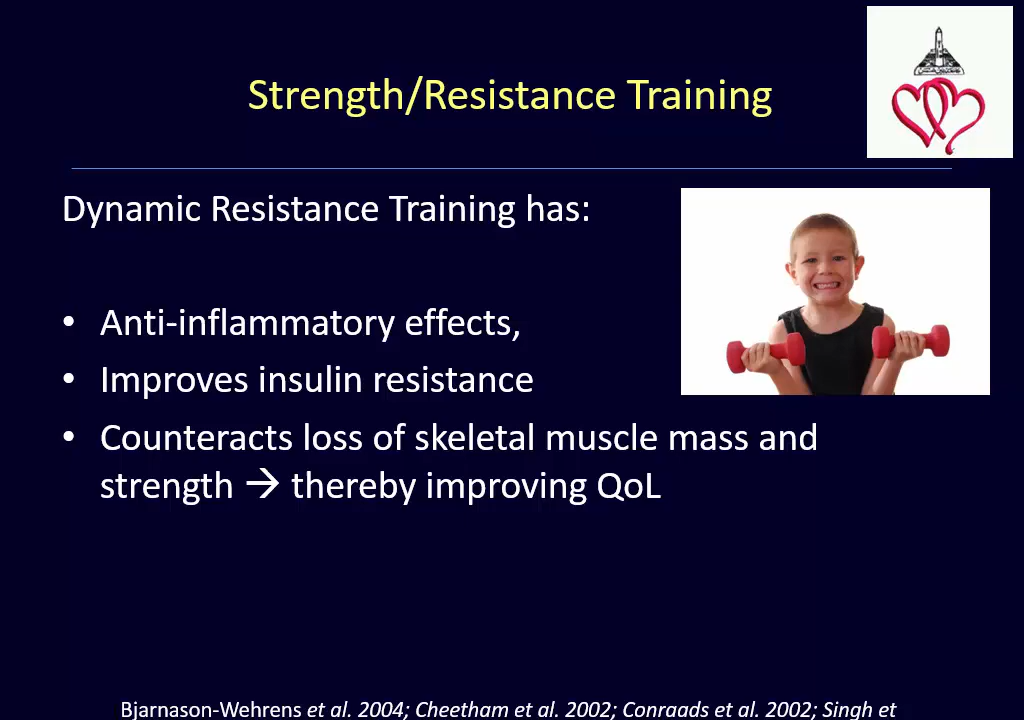 Strength/Resistance Training
Dynamic Resistance Training has:
• Anti-inflammatory effects,
• Improves insulin resistance
• Counteracts loss of skeletal muscle mass and
strength → thereby improving QoL
Bjarnason-Wehrens et al. 2004; Cheetham et al. 2002; Conraads et al. 2002; Singh et